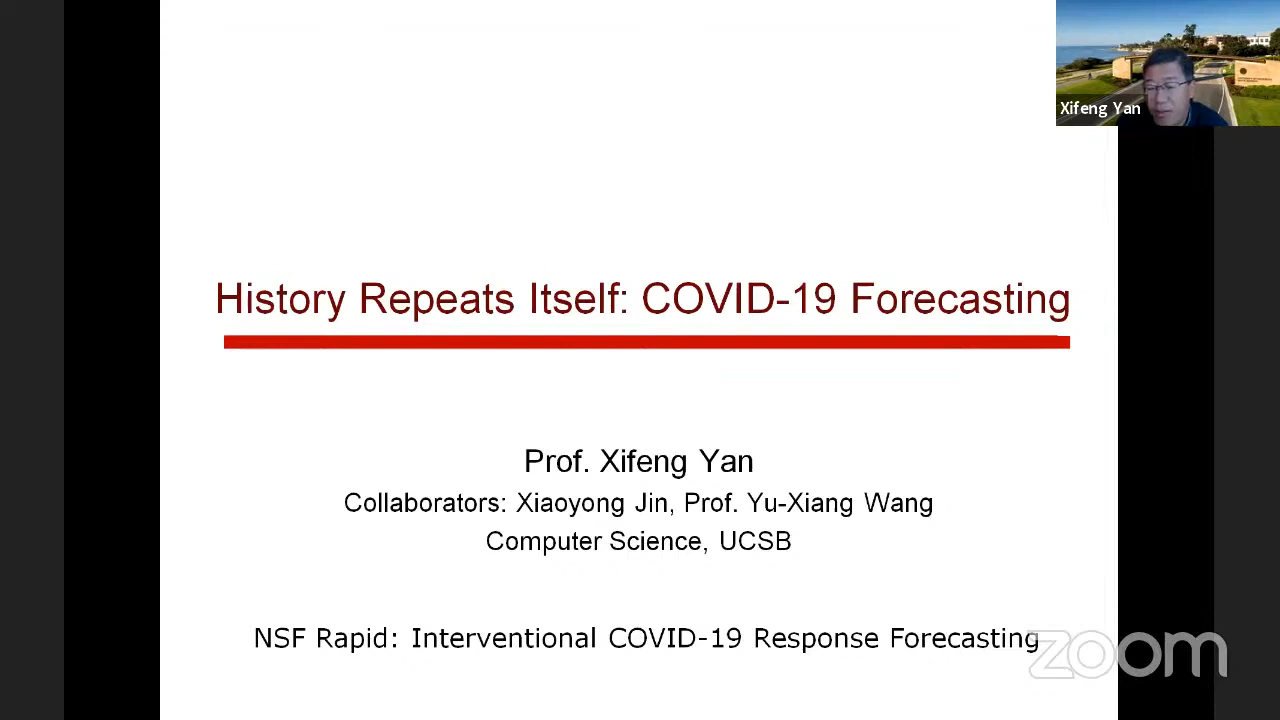 Xifeng Yan
History Repeats Itself: COVID-19 Forecasting
Prof. Xifeng Yan
Collaborators: Xiaoyong Jin, Prof. Yu-Xiang Wang
Computer Science, UCSB
NSF Rapid: Interventional COVID-19 Response Forecasting
zoom